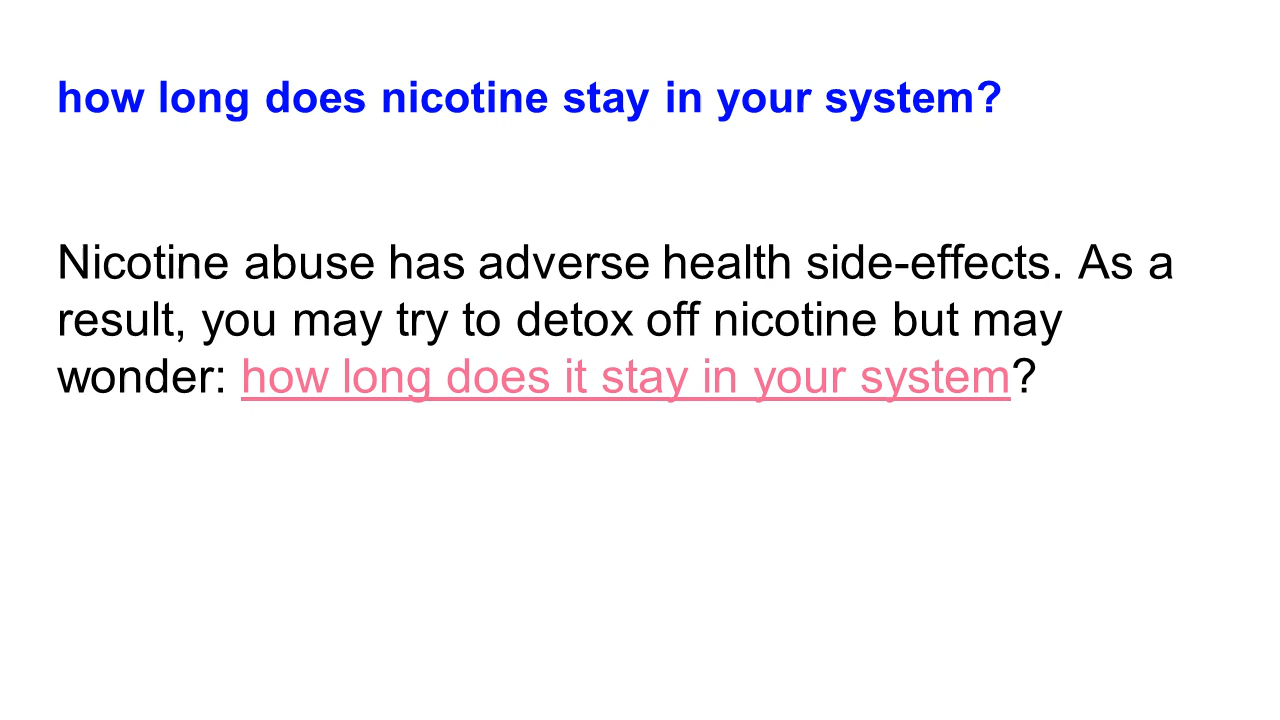 how long does nicotine stay in your system?
Nicotine abuse has adverse health side-effects. As a
result, you may try to detox off nicotine but may
wonder: how long does it stay in your system?